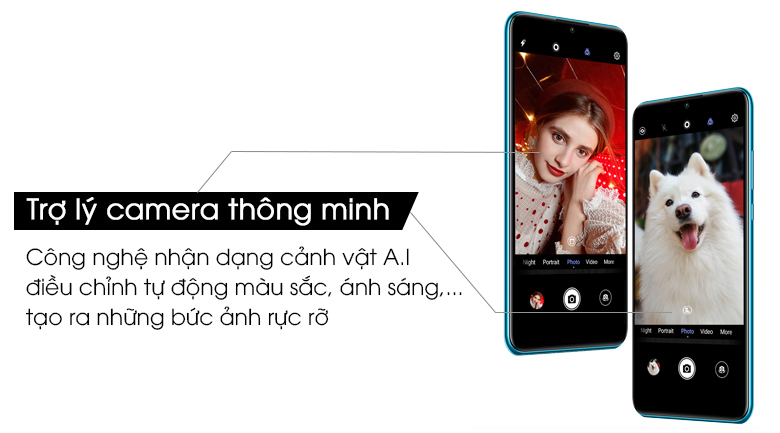 Trợ lý camera thông minh
Công nghệ nhận dạng cảnh vật A.I
điều chỉnh tự động màu sắc, ánh sáng,...
tạo ra những bức ảnh rực rỡ
Night Portrait Photo Video More
Night Portrait Photo Video More